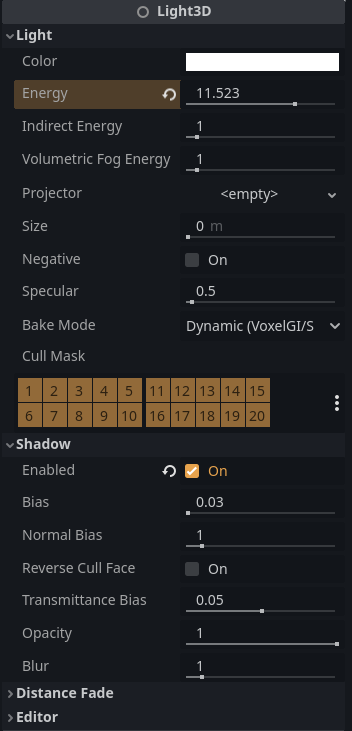 Light3D
Light
Color
Energy 11.523
Indirect Energy 1
Volumetric Fog Energy 1
Projector <empty>
Size 0 m
Negative On
Specular 0.5
Bake Mode Dynamic (VoxelGI/S
Cull Mask
1 2 3 4 5 11 12 13 14 15
6 7 8 9 10 16 17 18 19 20
Shadow
Enabled On
Bias 0.03
Normal Bias 1
Reverse Cull Face On
Transmittance Bias 0.05
Opacity 1
Blur 1
Distance Fade
Editor